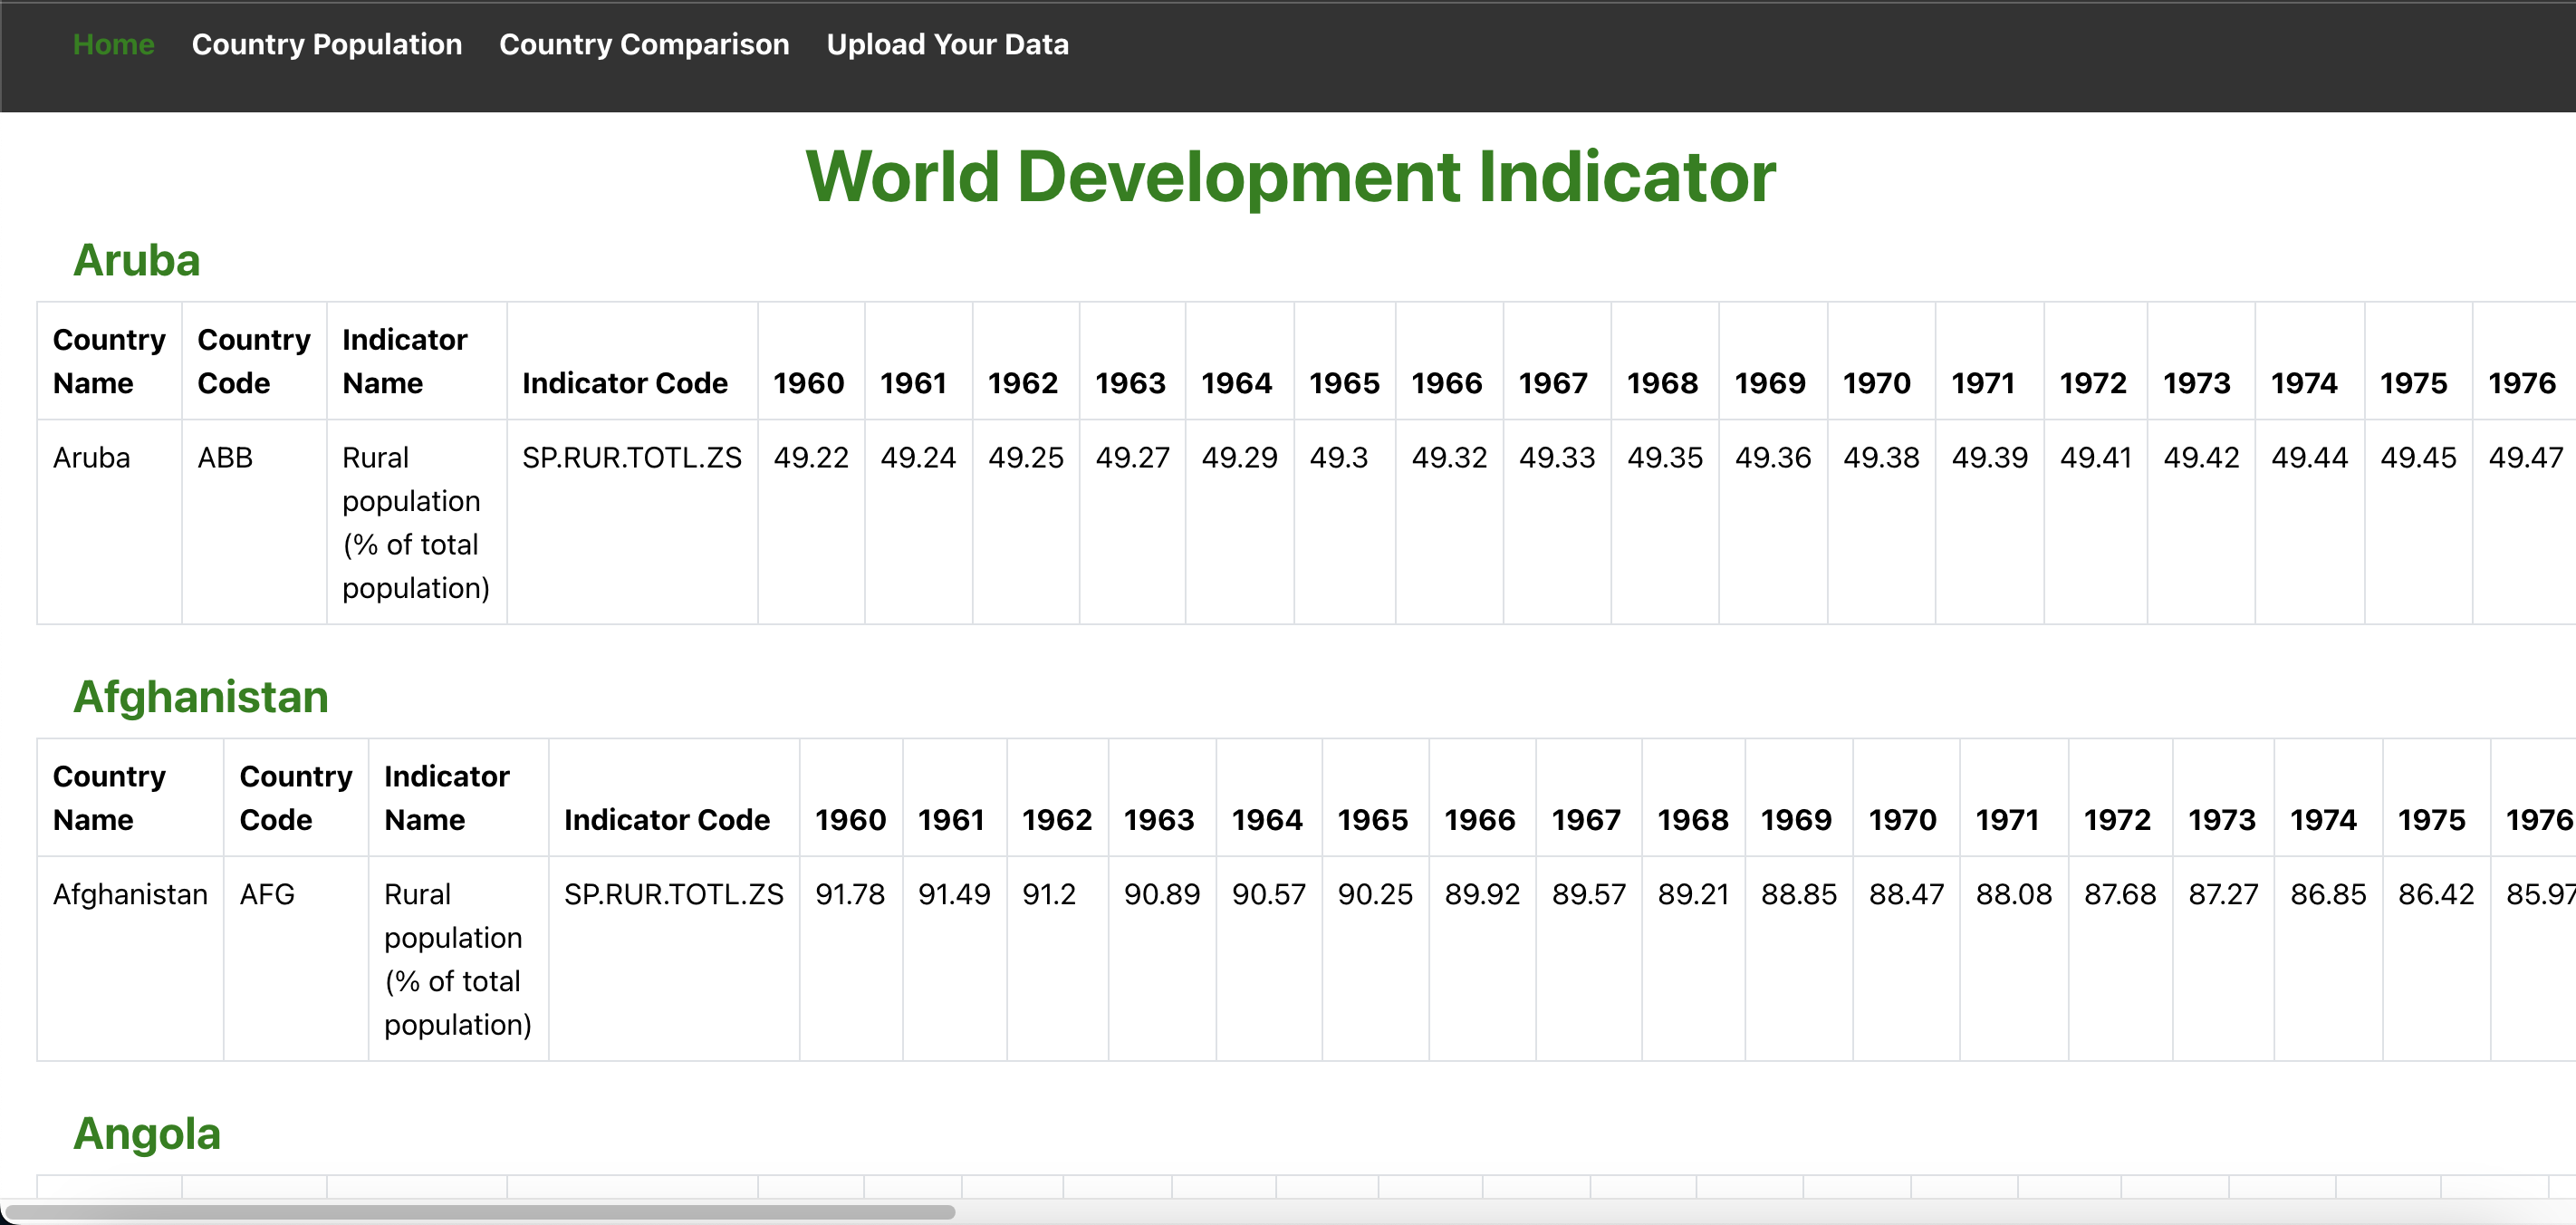 Home Country Population Country Comparison Upload Your Data
World Development Indicator
Aruba
Country Name Country Code Indicator Name Indicator Code 1960 1961 1962 1963 1964 1965 1966 1967 1968 1969 1970 1971 1972 1973 1974 1975 1976
Aruba ABB Rural population (% of total population) SP.RUR.TOTL.ZS 49.22 49.24 49.25 49.27 49.29 49.3 49.32 49.33 49.35 49.36 49.38 49.39 49.41 49.42 49.44 49.45 49.47
Afghanistan
Country Name Country Code Indicator Name Indicator Code 1960 1961 1962 1963 1964 1965 1966 1967 1968 1969 1970 1971 1972 1973 1974 1975 1976
Afghanistan AFG Rural population (% of total population) SP.RUR.TOTL.ZS 91.78 91.49 91.2 90.89 90.57 90.25 89.92 89.57 89.21 88.85 88.47 88.08 87.68 87.27 86.85 86.42 85.97
Angola